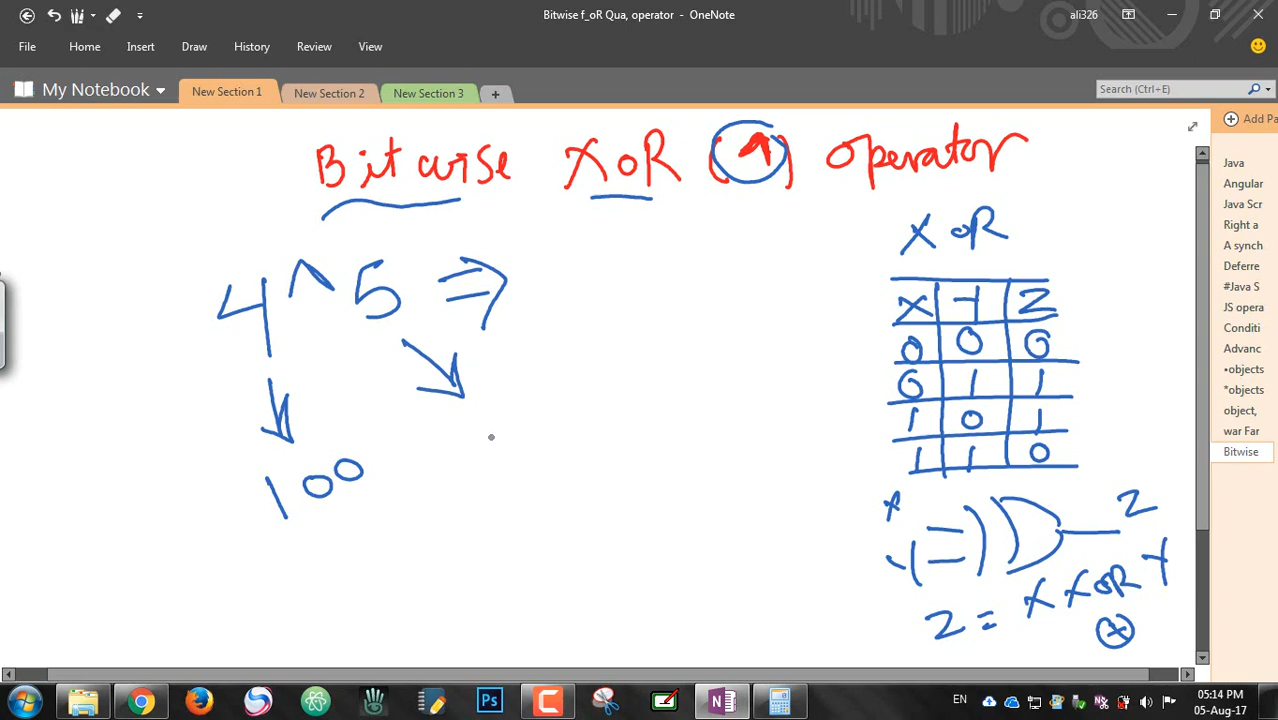 Bitwise f_oR Qua, operator - OneNote
ali326
File Home Insert Draw History Review View
My Notebook New Section 1 New Section 2 New Section 3 +
Search (Ctrl+E)
Add Pa
Bitwise XoR (^) operator
4 ^ 5 ⇒
100
X oR
X Y Z
0 0 0
0 1 1
1 0 1
1 1 0
X
Y
Z
Z = X XoR Y
Java
Angular
Java Scr
Right a
A synch
Deferre
#Java S
JS opera
Conditi
Advanc
•objects
*objects
object,
war Far
Bitwise
Ps
EN
05:14 PM
05-Aug-17